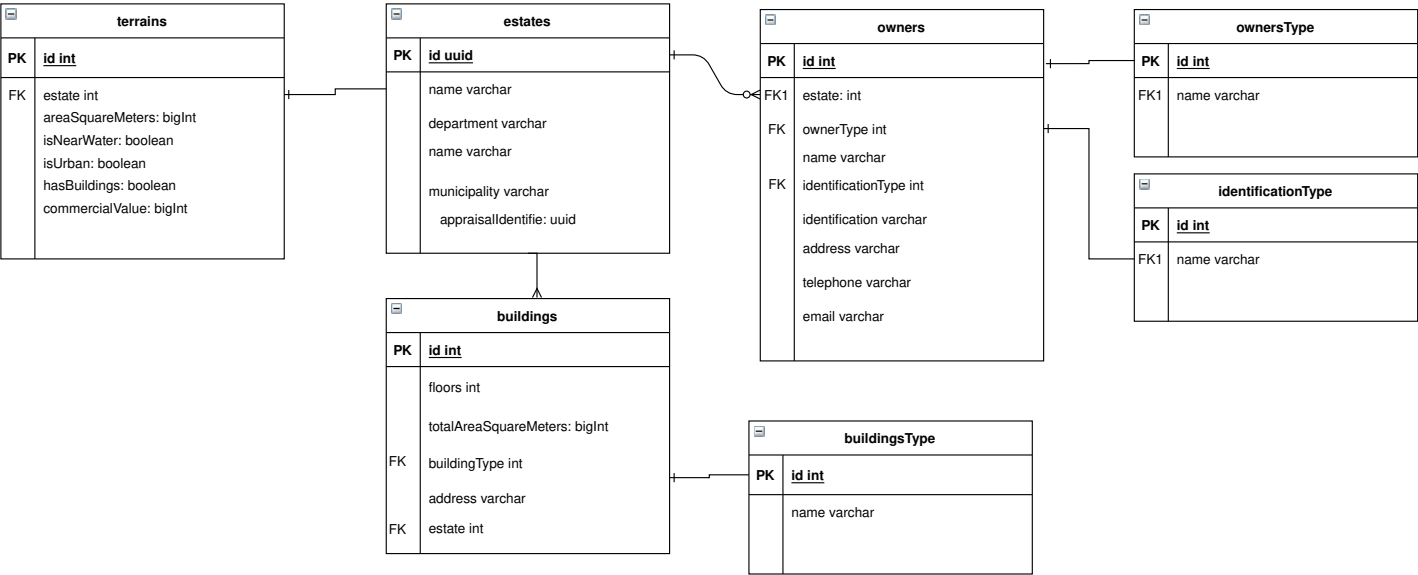 terrains
PK id int
FK estate int
areaSquareMeters: bigInt
isNearWater: boolean
isUrban: boolean
hasBuildings: boolean
commercialValue: bigInt
estates
PK id uuid
name varchar
department varchar
name varchar
municipality varchar
appraisalIdentifie: uuid
owners
PK id int
FK1 estate: int
FK ownerType int
name varchar
FK identificationType int
identification varchar
address varchar
telephone varchar
email varchar
ownersType
PK id int
FK1 name varchar
identificationType
PK id int
FK1 name varchar
buildings
PK id int
floors int
totalAreaSquareMeters: bigInt
FK buildingType int
address varchar
FK estate int
buildingsType
PK id int
name varchar